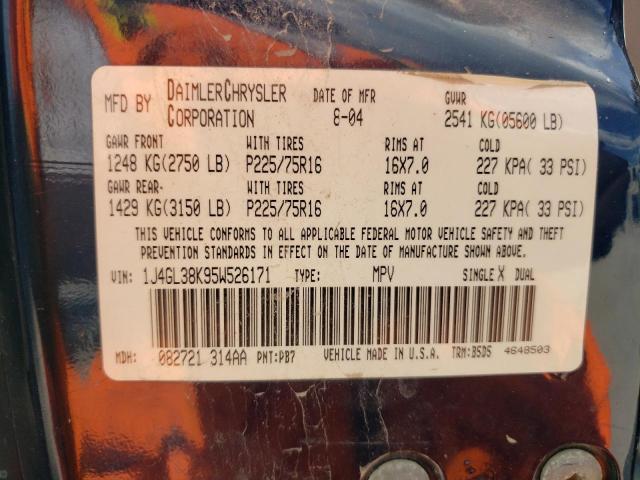 MFD BY DAIMLERCHRYSLER CORPORATION DATE OF MFR 8-04 GVWR 2541 KG(05600 LB)
GAWR FRONT WITH TIRES RIMS AT COLD
1248 KG(2750 LB) P225/75R16 16X7.0 227 KPA( 33 PSI)
GAWR REAR WITH TIRES RIMS AT COLD
1429 KG(3150 LB) P225/75R16 16X7.0 227 KPA( 33 PSI)
THIS VEHICLE CONFORMS TO ALL APPLICABLE FEDERAL MOTOR VEHICLE SAFETY AND THEFT
PREVENTION STANDARDS IN EFFECT ON THE DATE OF MANUFACTURE SHOWN ABOVE.
VIN: 1J4GL38K95W526171 TYPE: MPV SINGLE X DUAL
MDH: 082721 314AA PNT:PB7 VEHICLE MADE IN U.S.A. TRM:B5D5 4648503